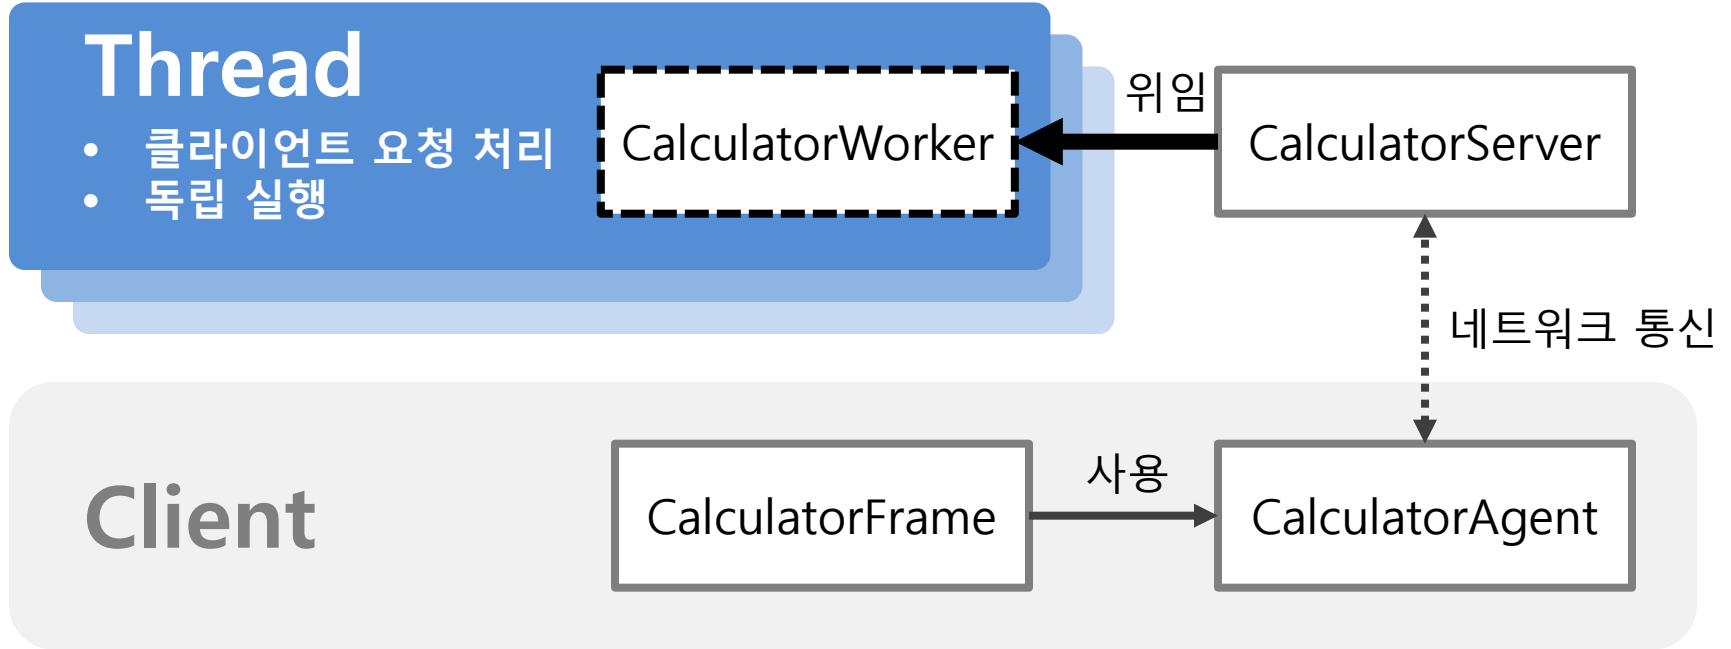 Thread
• 클라이언트 요청 처리
• 독립 실행
CalculatorWorker
위임
CalculatorServer
네트워크 통신
Client
CalculatorFrame
사용
CalculatorAgent